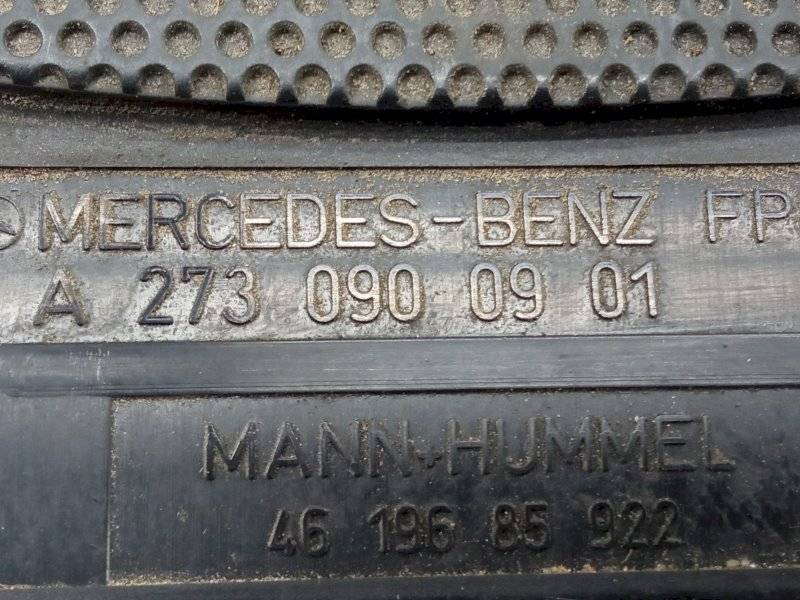 MERCEDES-BENZ FP
A 273 090 09 01
MANN+HUMMEL
46 196 85 922